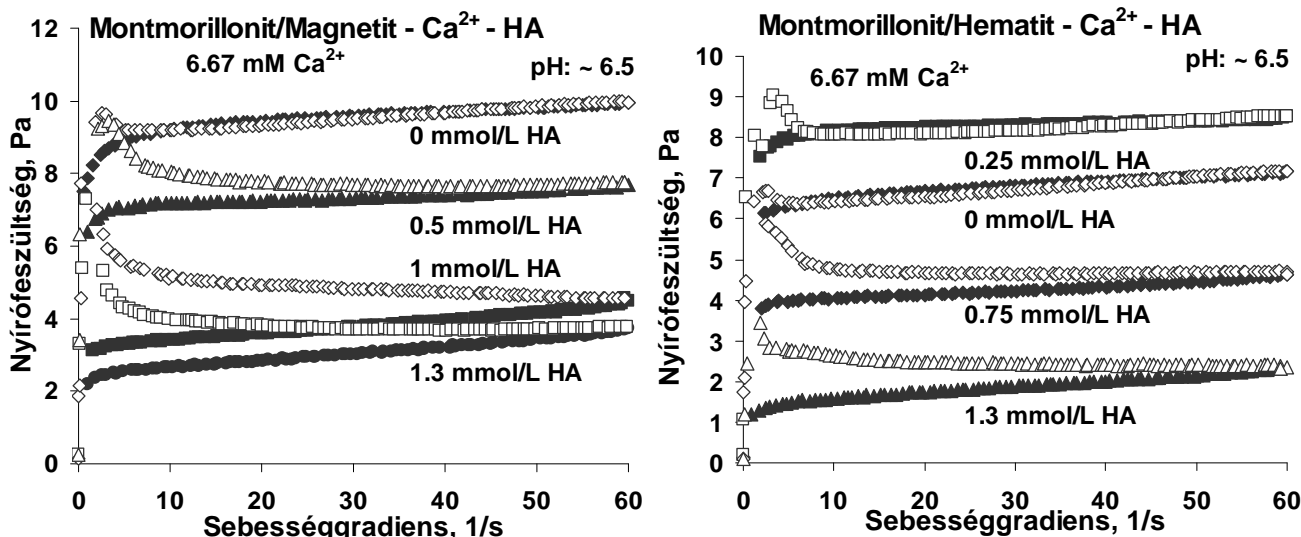 Montmorillonit/Magnetit - Ca²⁺ - HA
6.67 mM Ca²⁺
pH: ~ 6.5
Nyírófeszültség, Pa
12
10
8
6
4
2
0
0 mmol/L HA
0.5 mmol/L HA
1 mmol/L HA
1.3 mmol/L HA
0 10 20 30 40 50 60
Sebességgradiens, 1/s
Montmorillonit/Hematit - Ca²⁺ - HA
6.67 mM Ca²⁺
pH: ~ 6.5
Nyírófeszültség, Pa
10
9
8
7
6
5
4
3
2
1
0
0.25 mmol/L HA
0 mmol/L HA
0.75 mmol/L HA
1.3 mmol/L HA
0 10 20 30 40 50 60
Sebességgradiens, 1/s